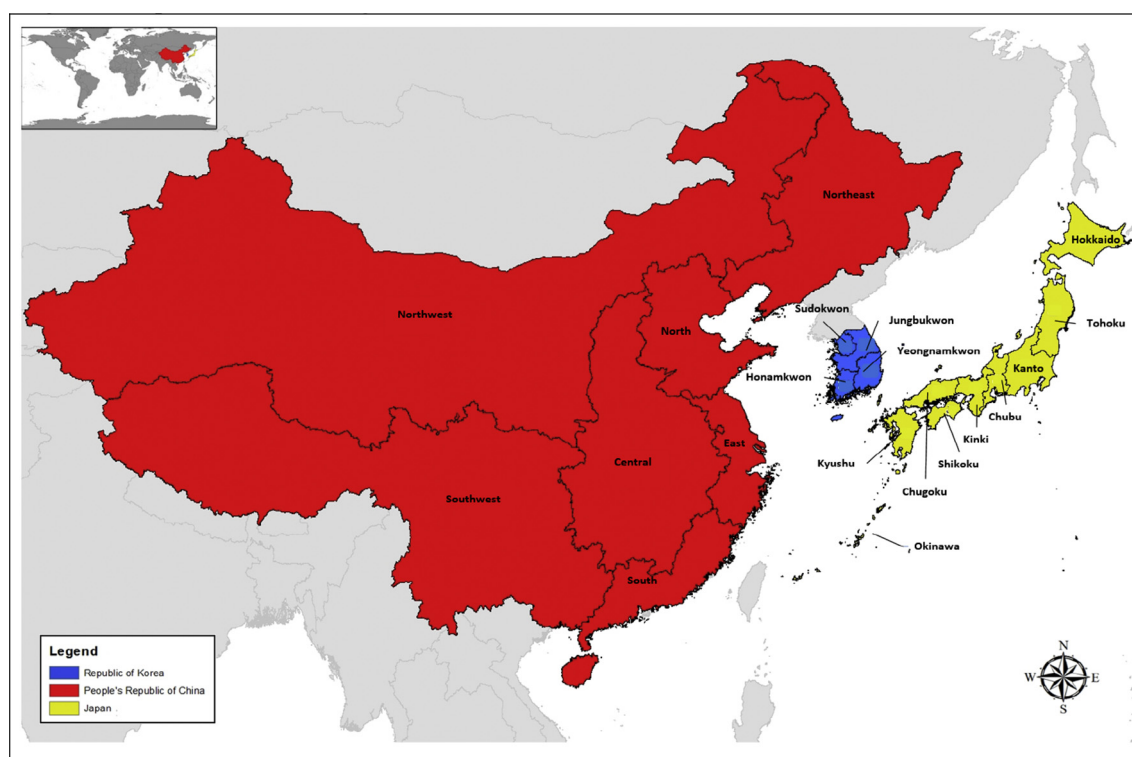 Northeast
Hokkaido
Sudokwon
Jungbukwon
Tohoku
Northwest
North
Yeongnamkwon
Honamkwon
Kanto
Chubu
East
Kinki
Central
Kyushu
Shikoku
Southwest
Chugoku
Okinawa
South
Legend
Republic of Korea
People's Republic of China
Japan
N
W E
S